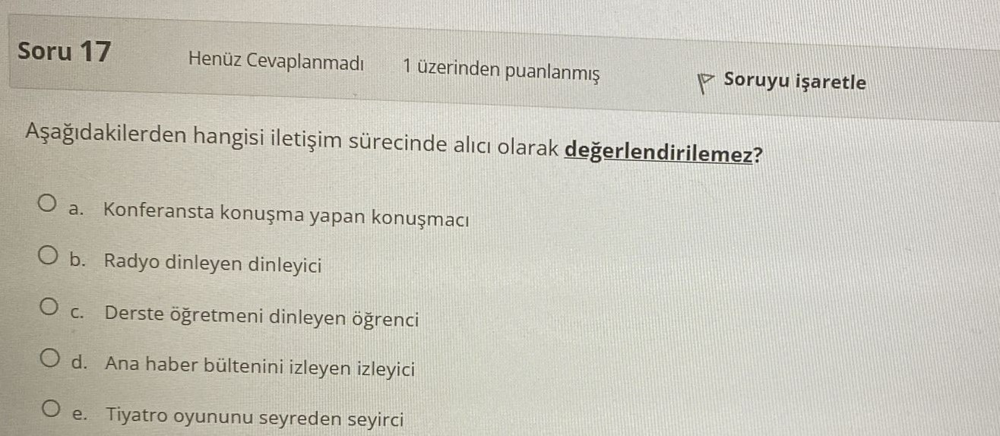 Soru 17 Henüz Cevaplanmadı 1 üzerinden puanlanmış Soruyu işaretle
Aşağıdakilerden hangisi iletişim sürecinde alıcı olarak değerlendirilemez?
a. Konferansta konuşma yapan konuşmacı
b. Radyo dinleyen dinleyici
c. Derste öğretmeni dinleyen öğrenci
d. Ana haber bültenini izleyen izleyici
e. Tiyatro oyununu seyreden seyirci